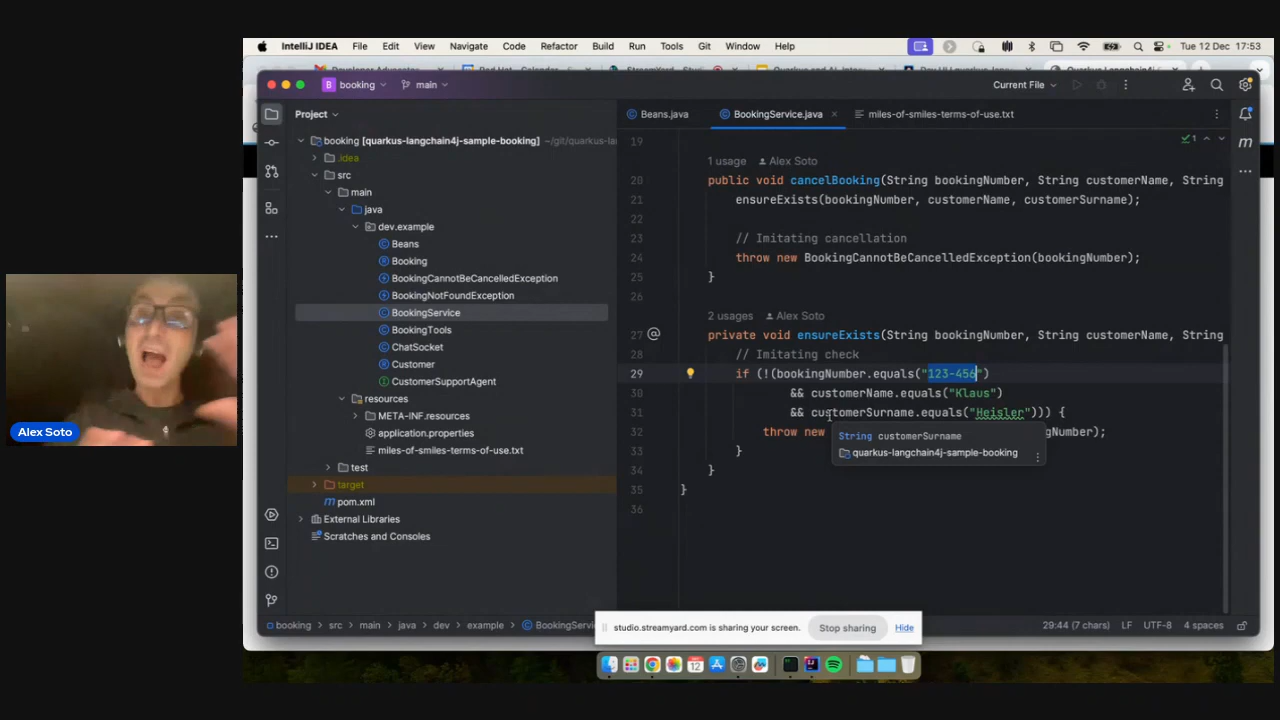 IntelliJ IDEA File Edit View Navigate Code Refactor Build Run Tools Git Window Help Tue 12 Dec 17:53
B booking main Current File
Project
Beans.java BookingService.java miles-of-smiles-terms-of-use.txt
booking [quarkus-langchain4j-sample-booking] ~/git/quarkus-la
.idea
src
main
java
dev.example
Beans
Booking
BookingCannotBeCancelledException
BookingNotFoundException
BookingService
BookingTools
ChatSocket
Customer
CustomerSupportAgent
resources
META-INF.resources
application.properties
miles-of-smiles-terms-of-use.txt
test
target
pom.xml
External Libraries
Scratches and Consoles
1
19
1 usage Alex Soto
20 public void cancelBooking(String bookingNumber, String customerName, String
21 ensureExists(bookingNumber, customerName, customerSurname);
22
23 // Imitating cancellation
24 throw new BookingCannotBeCancelledException(bookingNumber);
25 }
26
2 usages Alex Soto
27 @ private void ensureExists(String bookingNumber, String customerName, String
28 // Imitating check
29 if (!(bookingNumber.equals("123-456")
30 && customerName.equals("Klaus")
31 && customerSurname.equals("Heisler"))) {
32 throw new ngNumber);
33 }
34 }
35 }
36
String customerSurname
quarkus-langchain4j-sample-booking
Alex Soto
studio.streamyard.com is sharing your screen. Stop sharing Hide
booking src main java dev example BookingServi 29:44 (7 chars) LF UTF-8 4 spaces